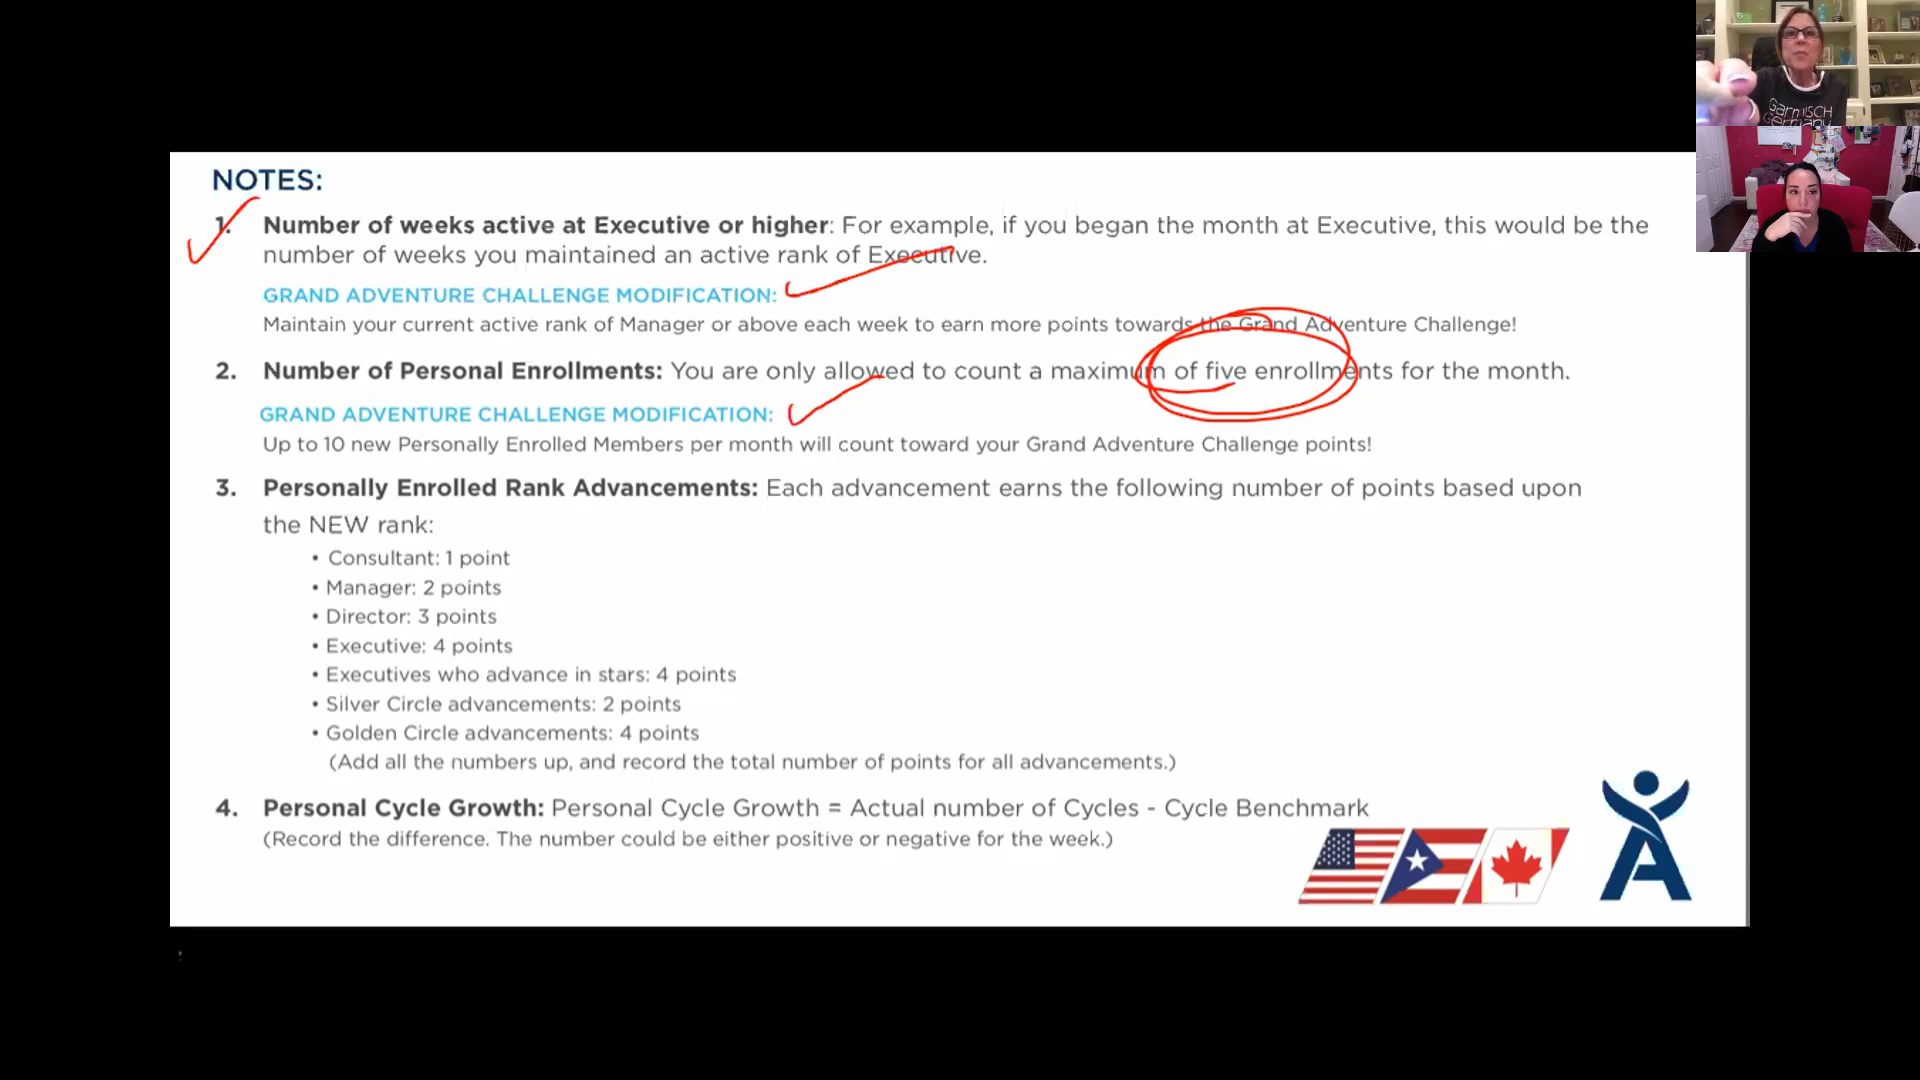 NOTES:
1. Number of weeks active at Executive or higher: For example, if you began the month at Executive, this would be the
number of weeks you maintained an active rank of Executive.
GRAND ADVENTURE CHALLENGE MODIFICATION:
Maintain your current active rank of Manager or above each week to earn more points towards the Grand Adventure Challenge!
2. Number of Personal Enrollments: You are only allowed to count a maximum of five enrollments for the month.
GRAND ADVENTURE CHALLENGE MODIFICATION:
Up to 10 new Personally Enrolled Members per month will count toward your Grand Adventure Challenge points!
3. Personally Enrolled Rank Advancements: Each advancement earns the following number of points based upon
the NEW rank:
• Consultant: 1 point
• Manager: 2 points
• Director: 3 points
• Executive: 4 points
• Executives who advance in stars: 4 points
• Silver Circle advancements: 2 points
• Golden Circle advancements: 4 points
(Add all the numbers up, and record the total number of points for all advancements.)
4. Personal Cycle Growth: Personal Cycle Growth = Actual number of Cycles - Cycle Benchmark
(Record the difference. The number could be either positive or negative for the week.)
GarmiSCH
Germany